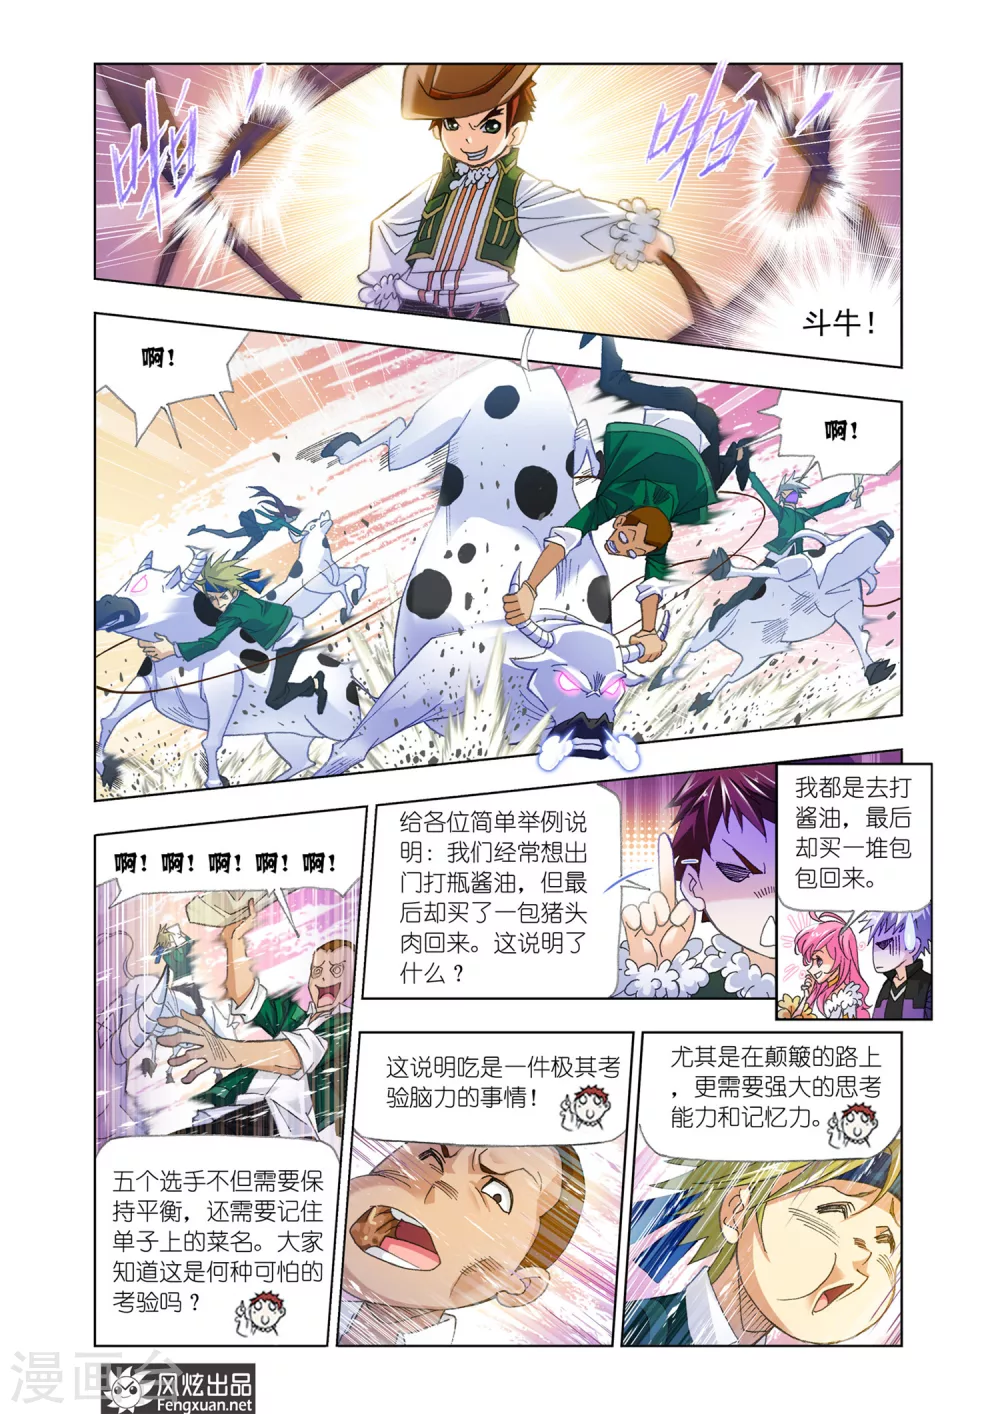 啪！
啪！
斗牛！
啊！
啊！
啊！啊！啊！啊！啊！
给各位简单举例说
明：我们经常想出
门打瓶酱油，但最
后却买了一包猪头
肉回来。这说明了
什么？
我都是去打
酱油，最后
却买一堆包
包回来。
五个选手不但需要保
持平衡，还需要记住
单子上的菜名。大家
知道这是何种可怕的
考验吗？
这说明吃是一件极其考
验脑力的事情！
尤其是在颠簸的路上
，更需要强大的思考
能力和记忆力。
漫画台
风炫出品
Fengxuan.net